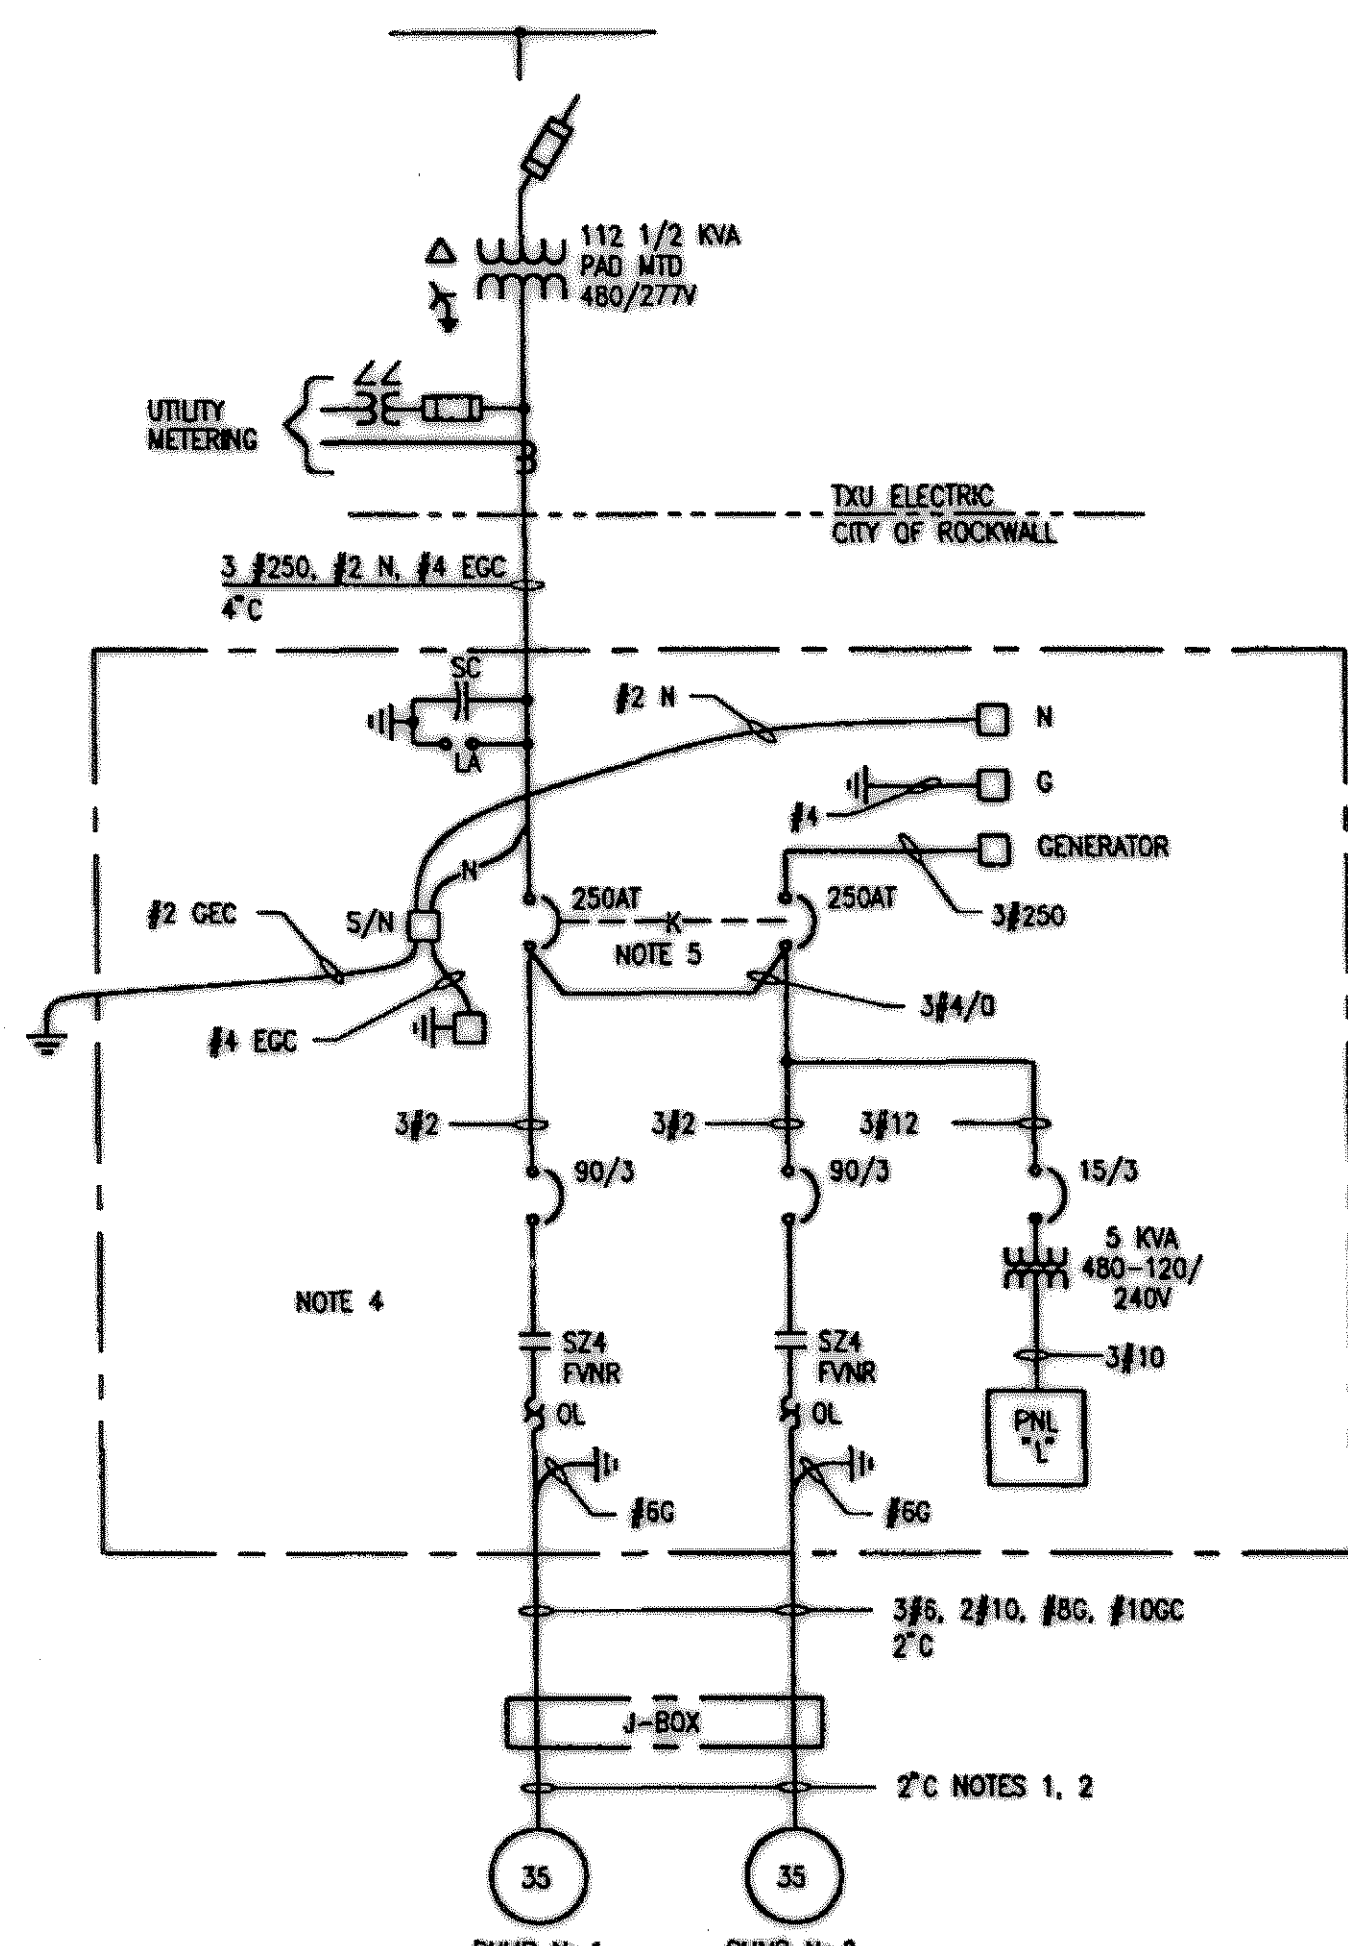 112 1/2 KVA
PAD MTD
480/277V
UTILITY
METERING
TXU ELECTRIC
CITY OF ROCKWALL
3 #250, #2 N, #4 EGC
4"C
SC
LA
#2 N
N
G
#4
GENERATOR
N
250AT
K
250AT
3#250
#2 GEC
S/N
NOTE 5
3#4/0
#4 EGC
3#2
3#2
3#12
90/3
90/3
15/3
5 KVA
480-120/
240V
NOTE 4
SZ4
FVNR
SZ4
FVNR
3#10
OL
OL
PNL
"L"
#6G
#6G
3#6, 2#10, #8G, #10GC
2"C
J-BOX
2"C NOTES 1, 2
35
35